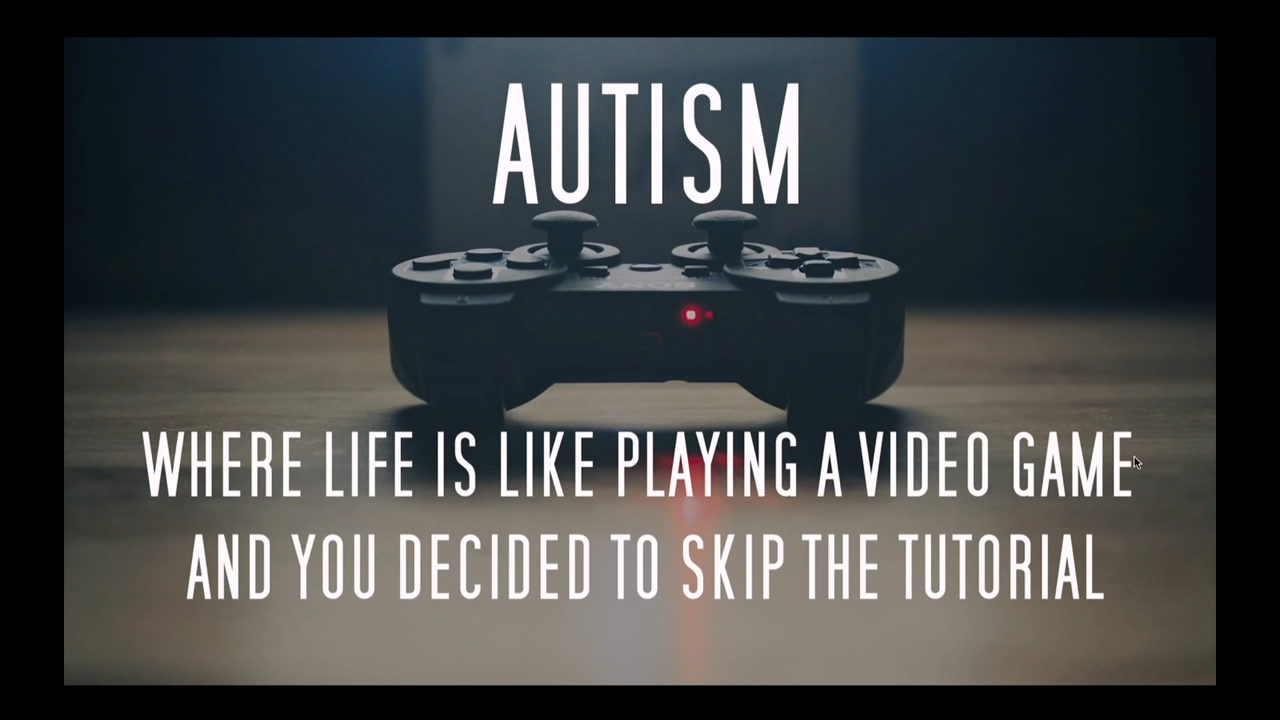 AUTISM
WHERE LIFE IS LIKE PLAYING A VIDEO GAME
AND YOU DECIDED TO SKIP THE TUTORIAL